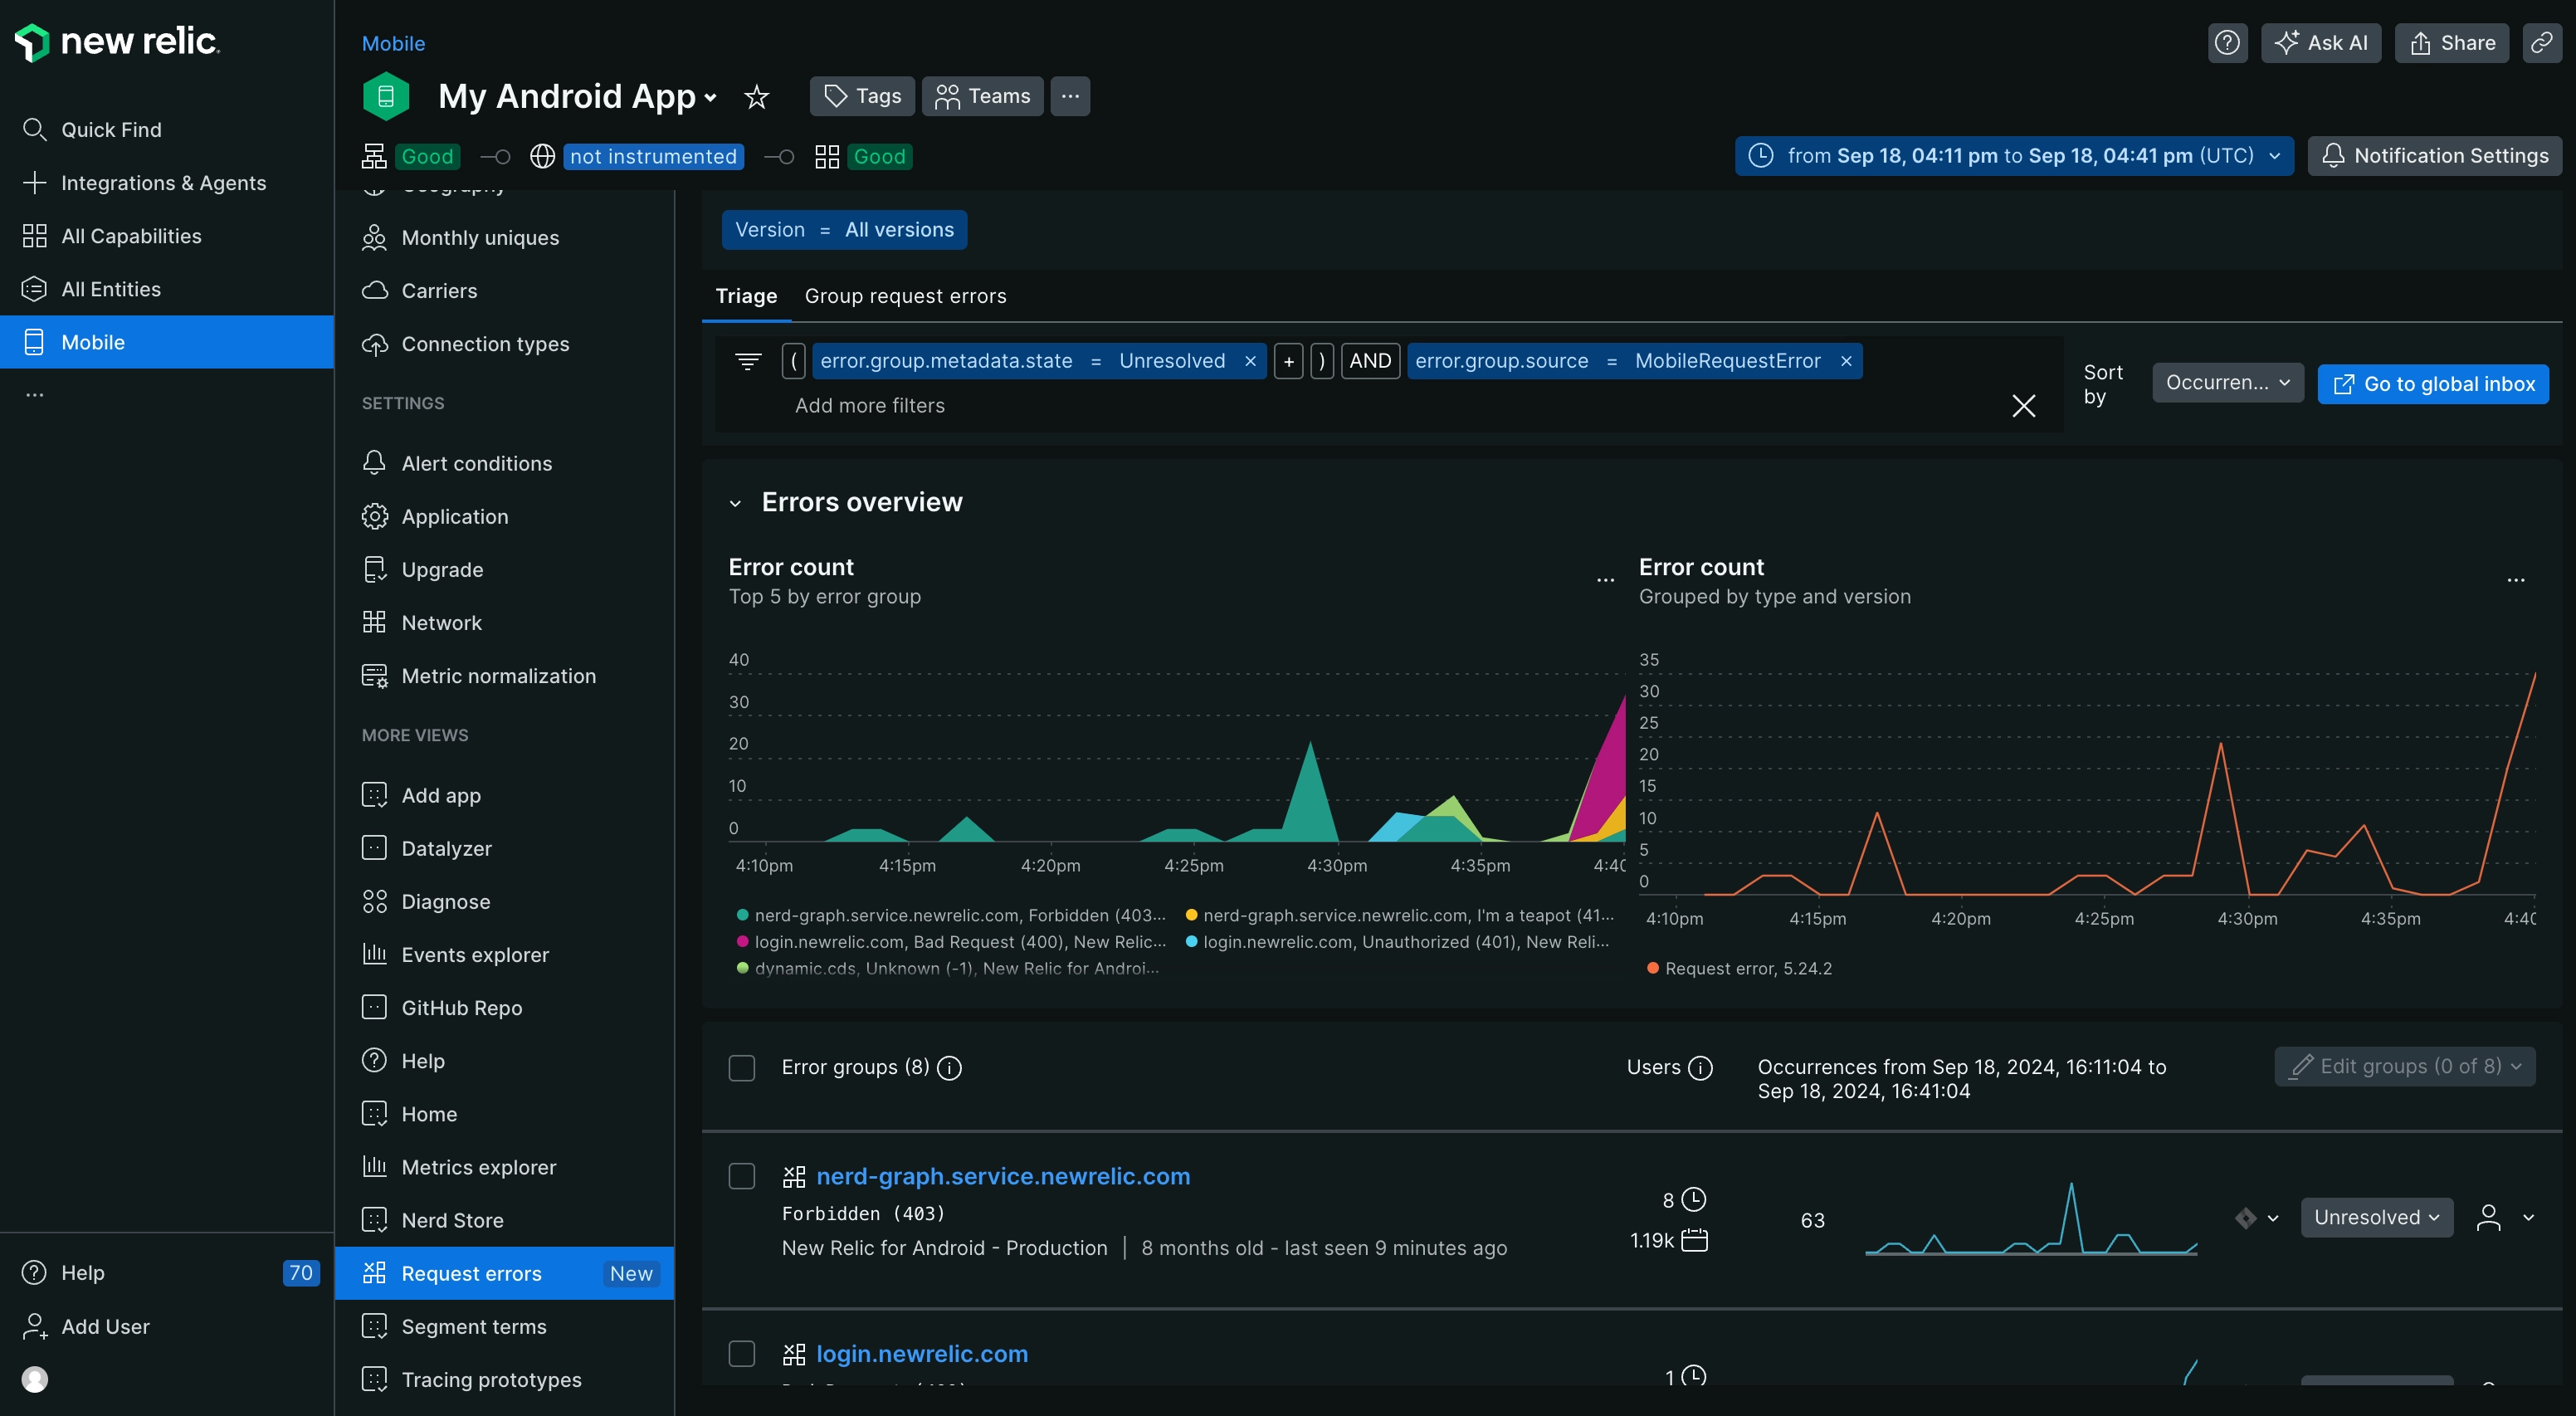 new relic.
Quick Find
Integrations & Agents
All Capabilities
All Entities
Mobile
...
Help 70
Add User
Mobile
My Android App
Tags
Teams
...
Good
not instrumented
Good
Ask AI
Share
from Sep 18, 04:11 pm to Sep 18, 04:41 pm (UTC)
Notification Settings
Geography
Monthly uniques
Carriers
Connection types
SETTINGS
Alert conditions
Application
Upgrade
Network
Metric normalization
MORE VIEWS
Add app
Datalyzer
Diagnose
Events explorer
GitHub Repo
Help
Home
Metrics explorer
Nerd Store
Request errors New
Segment terms
Tracing prototypes
Version = All versions
Triage Group request errors
( error.group.metadata.state = Unresolved × + ) AND error.group.source = MobileRequestError ×
Add more filters
Sort
by
Occurren...
Go to global inbox
Errors overview
Error count
Top 5 by error group
...
40
30
20
10
0
4:10pm 4:15pm 4:20pm 4:25pm 4:30pm 4:35pm 4:40
nerd-graph.service.newrelic.com, Forbidden (403...
nerd-graph.service.newrelic.com, I'm a teapot (41...
login.newrelic.com, Bad Request (400), New Relic...
login.newrelic.com, Unauthorized (401), New Reli...
dynamic.cds, Unknown (-1), New Relic for Androi...
Error count
Grouped by type and version
...
35
30
25
20
15
10
5
0
4:10pm 4:15pm 4:20pm 4:25pm 4:30pm 4:35pm 4:40
Request error, 5.24.2
Error groups (8)
Users
Occurrences from Sep 18, 2024, 16:11:04 to
Sep 18, 2024, 16:41:04
Edit groups (0 of 8)
nerd-graph.service.newrelic.com
Forbidden (403)
New Relic for Android - Production | 8 months old - last seen 9 minutes ago
8
1.19k
63
Unresolved
login.newrelic.com
1